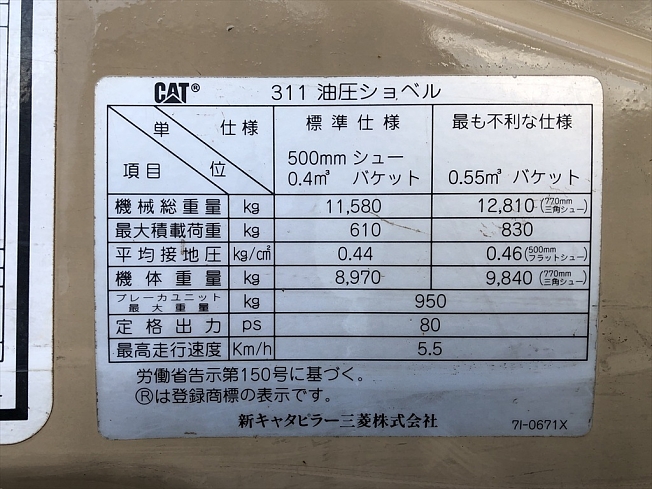 CAT® 311 油圧ショベル
単位 仕様 標準仕様 最も不利な仕様
項目 500mm シュー
0.4m³ バケット 0.55m³ バケット
機械総重量 kg 11,580 12,810 (770mm 三角シュー)
最大積載荷重 kg 610 830
平均接地圧 kg/cm² 0.44 0.46 (500mm フラットシュー)
機体重量 kg 8,970 9,840 (770mm 三角シュー)
ブレーカユニット最大重量 kg 950
定格出力 ps 80
最高走行速度 Km/h 5.5
労働省告示第150号に基づく。
Ⓡは登録商標の表示です。
新キャタピラー三菱株式会社 7I-0671X